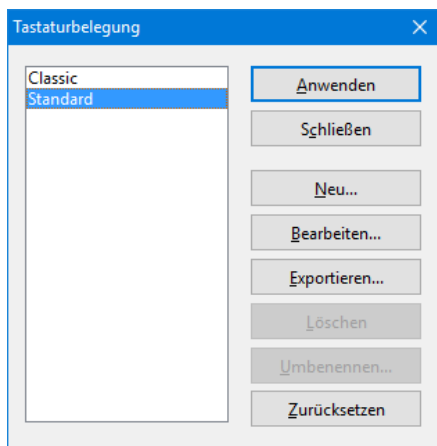 Tastaturbelegung
Classic
Standard
Anwenden
Schließen
Neu...
Bearbeiten...
Exportieren...
Löschen
Umbenennen...
Zurücksetzen